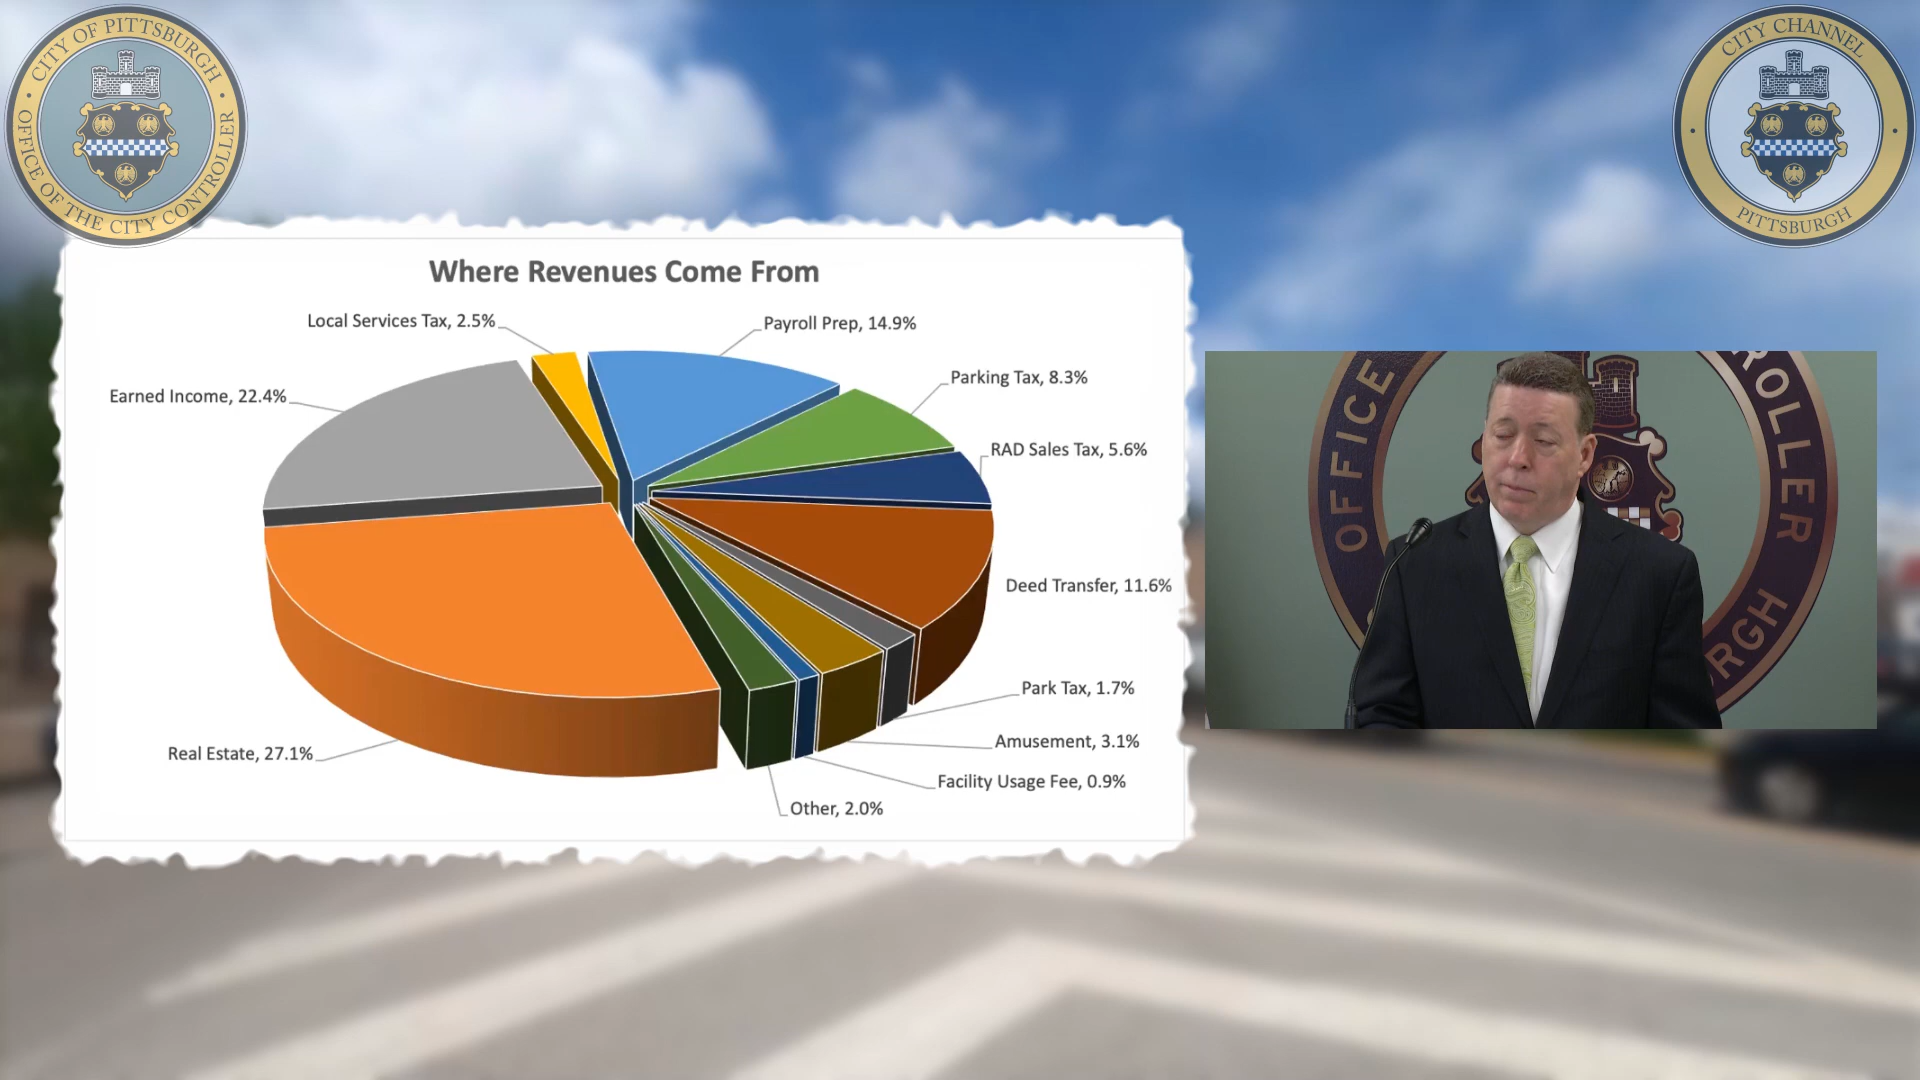 CITY OF PITTSBURGH
OFFICE OF THE CITY CONTROLLER
CITY CHANNEL
PITTSBURGH
Where Revenues Come From
Local Services Tax, 2.5%
Payroll Prep, 14.9%
Parking Tax, 8.3%
Earned Income, 22.4%
RAD Sales Tax, 5.6%
Deed Transfer, 11.6%
Park Tax, 1.7%
Amusement, 3.1%
Real Estate, 27.1%
Facility Usage Fee, 0.9%
Other, 2.0%
OFFICE
ROLLER
RGH